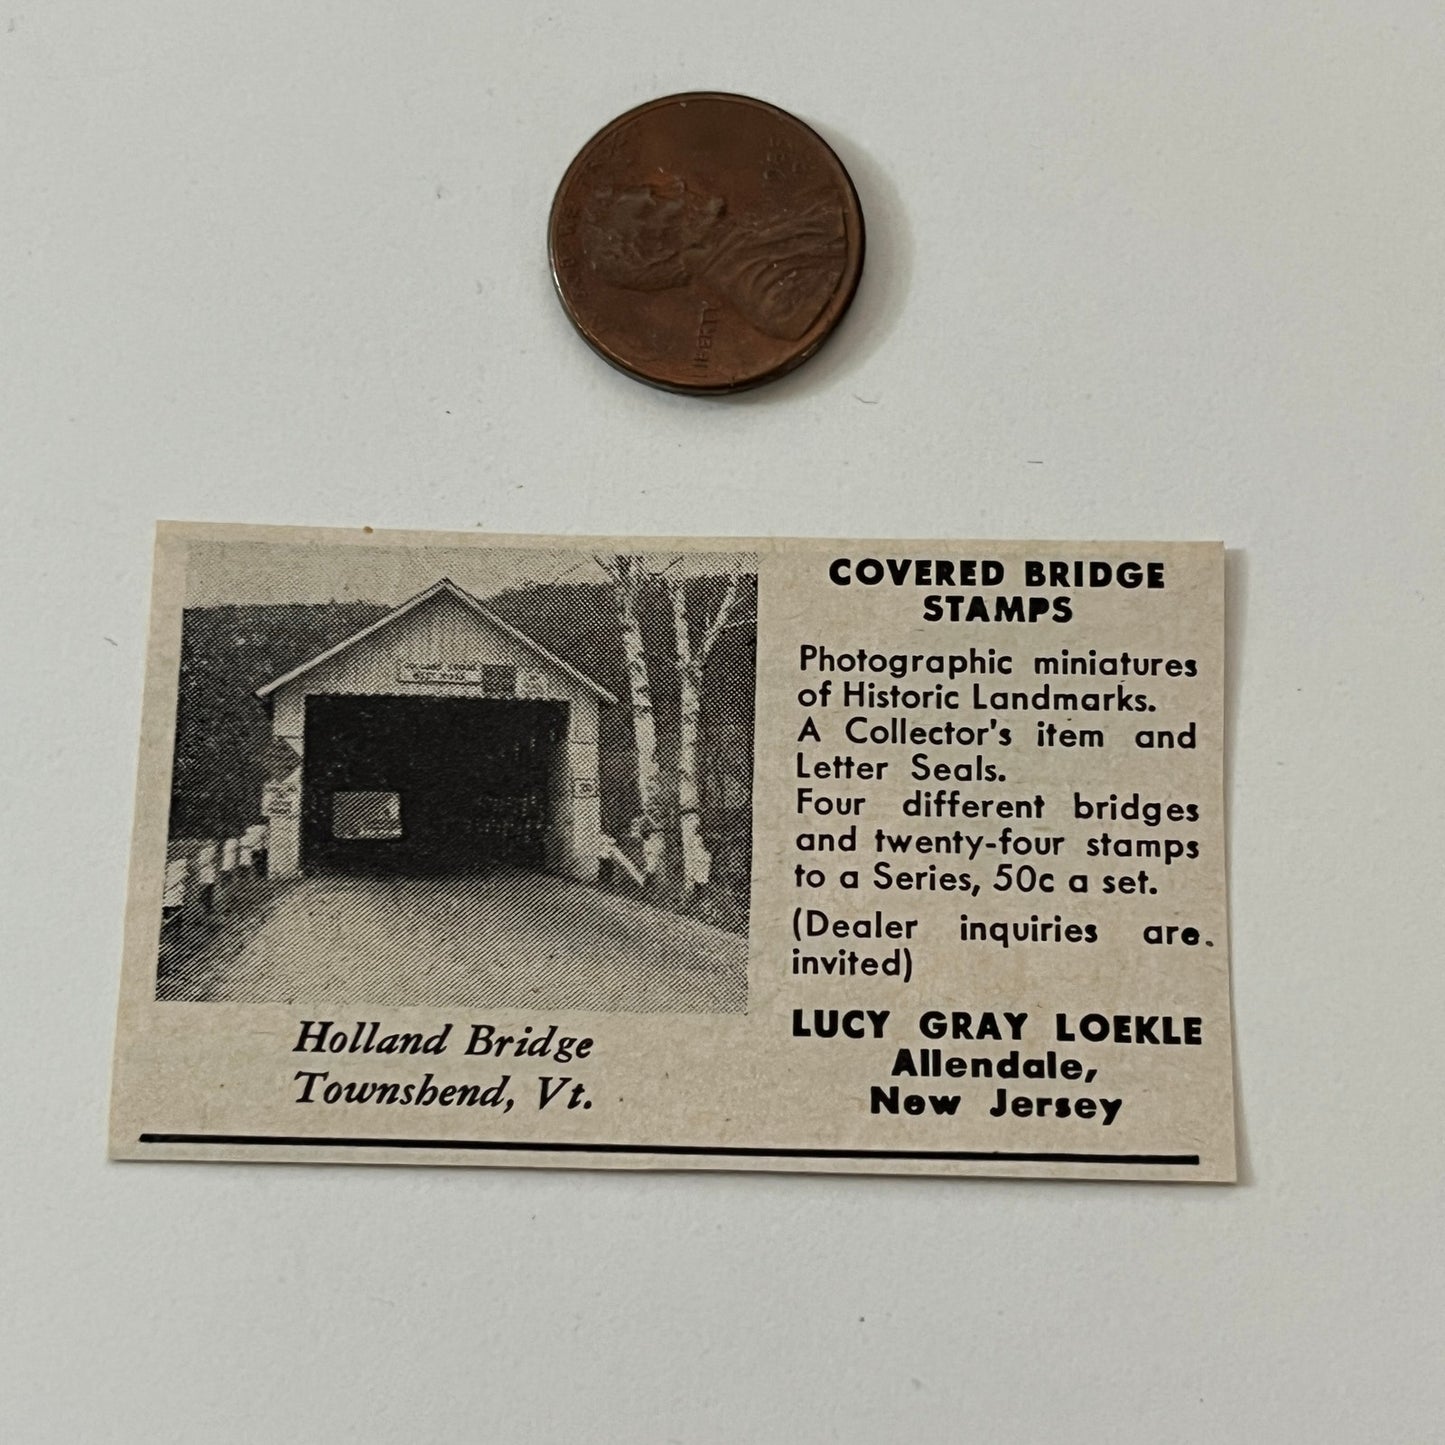 LIBERTY
COVERED BRIDGE
STAMPS
Photographic miniatures
of Historic Landmarks.
A Collector's item and
Letter Seals.
Four different bridges
and twenty-four stamps
to a Series, 50c a set.
(Dealer inquiries are.
invited)
LUCY GRAY LOEKLE
Allendale,
New Jersey
Holland Bridge
Townshend, Vt.